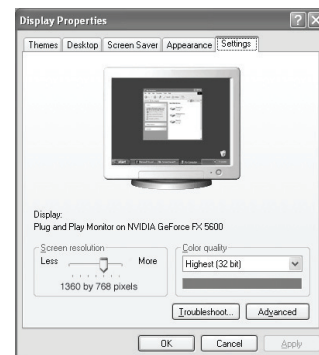 Display Properties
Themes Desktop Screen Saver Appearance Settings
Display:
Plug and Play Monitor on NVIDIA GeForce FX 5600
Screen resolution
Less More
1360 by 768 pixels
Color quality
Highest (32 bit)
Troubleshoot... Advanced
OK Cancel Apply